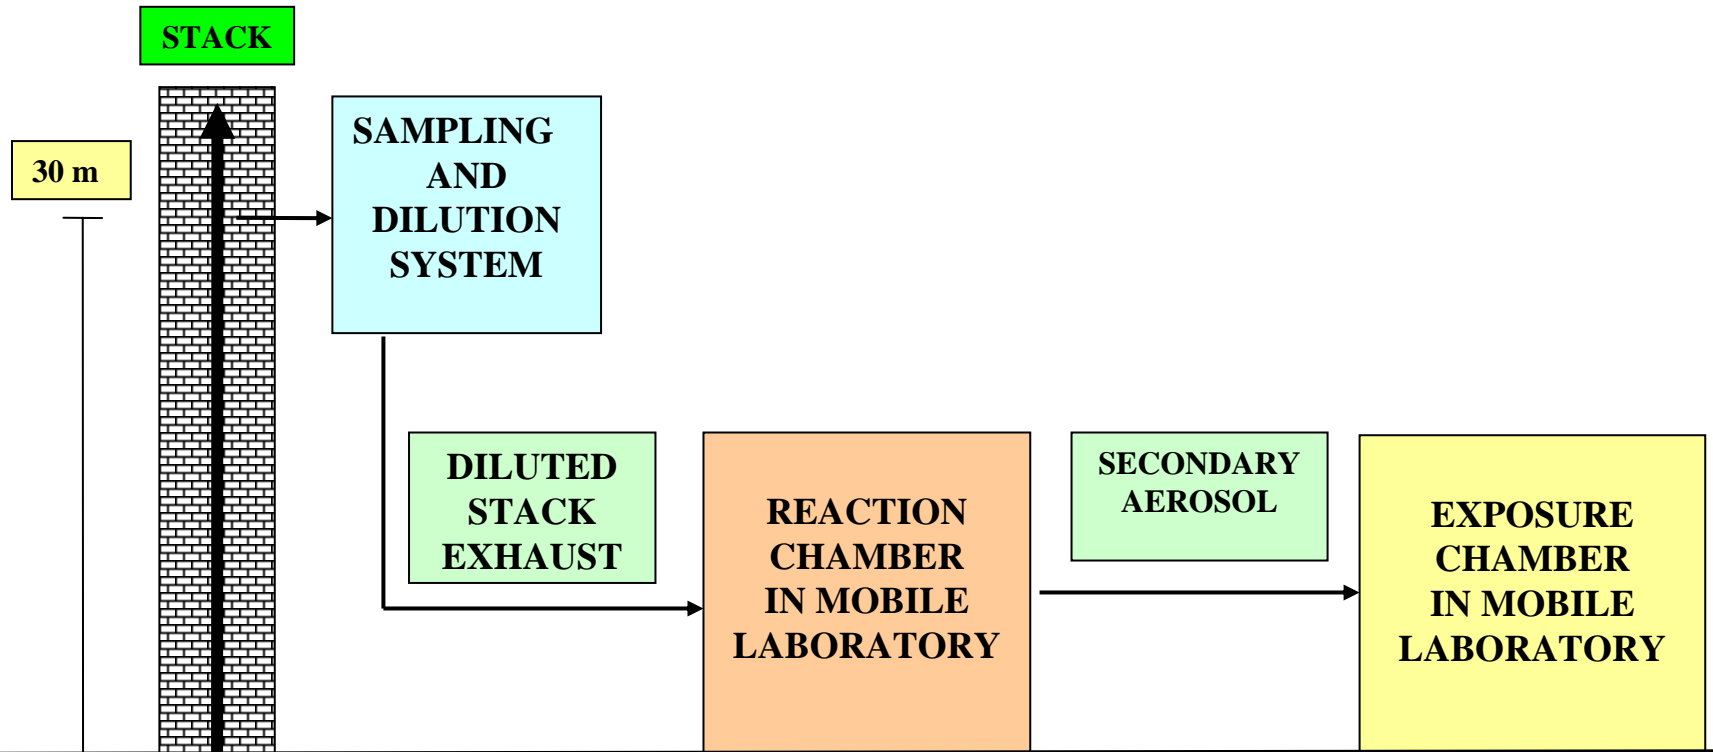 STACK
30 m
SAMPLING
AND
DILUTION
SYSTEM
DILUTED
STACK
EXHAUST
REACTION
CHAMBER
IN MOBILE
LABORATORY
SECONDARY
AEROSOL
EXPOSURE
CHAMBER
IN MOBILE
LABORATORY